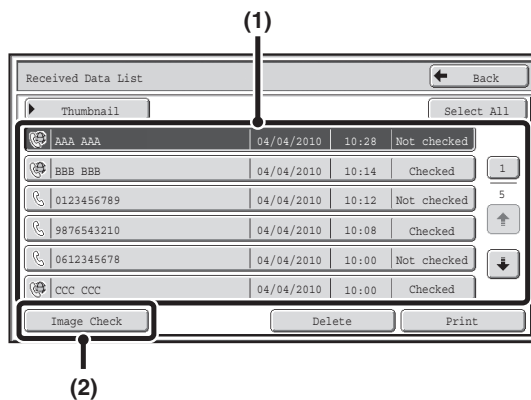 (1)
Received Data List Back
Thumbnail Select All
AAA AAA 04/04/2010 10:28 Not checked
BBB BBB 04/04/2010 10:14 Checked 1
0123456789 04/04/2010 10:12 Not checked 5
9876543210 04/04/2010 10:08 Checked
0612345678 04/04/2010 10:00 Not checked
CCC CCC 04/04/2010 10:00 Checked
Image Check Delete Print
(2)